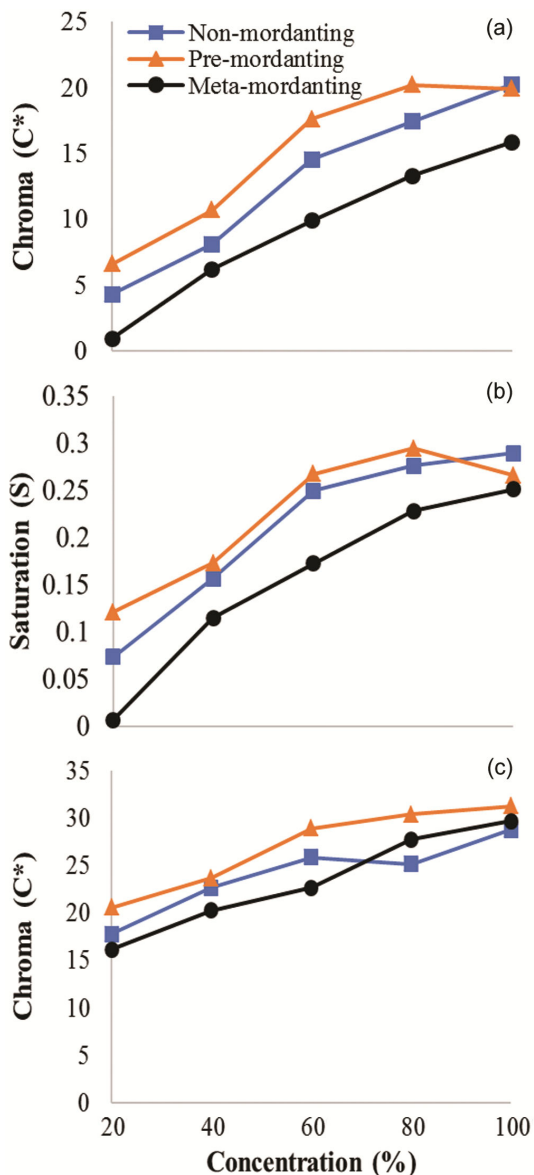 (a)
Non-mordanting
Pre-mordanting
Meta-mordanting
Chroma (C*)
25
20
15
10
5
0
(b)
Saturation (S)
0.35
0.3
0.25
0.2
0.15
0.1
0.05
0
(c)
Chroma (C*)
35
30
25
20
15
10
5
0
20 40 60 80 100
Concentration (%)